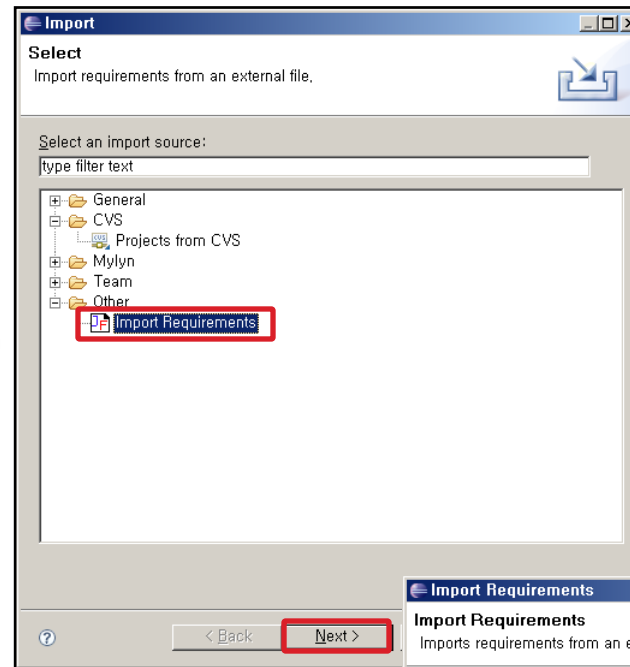 Import
Select
Import requirements from an external file,
Select an import source:
type filter text
General
CVS
Projects from CVS
Mylyn
Team
Other
Import Requirements
< Back
Next >
Import Requirements
Import Requirements
Imports requirements from an e